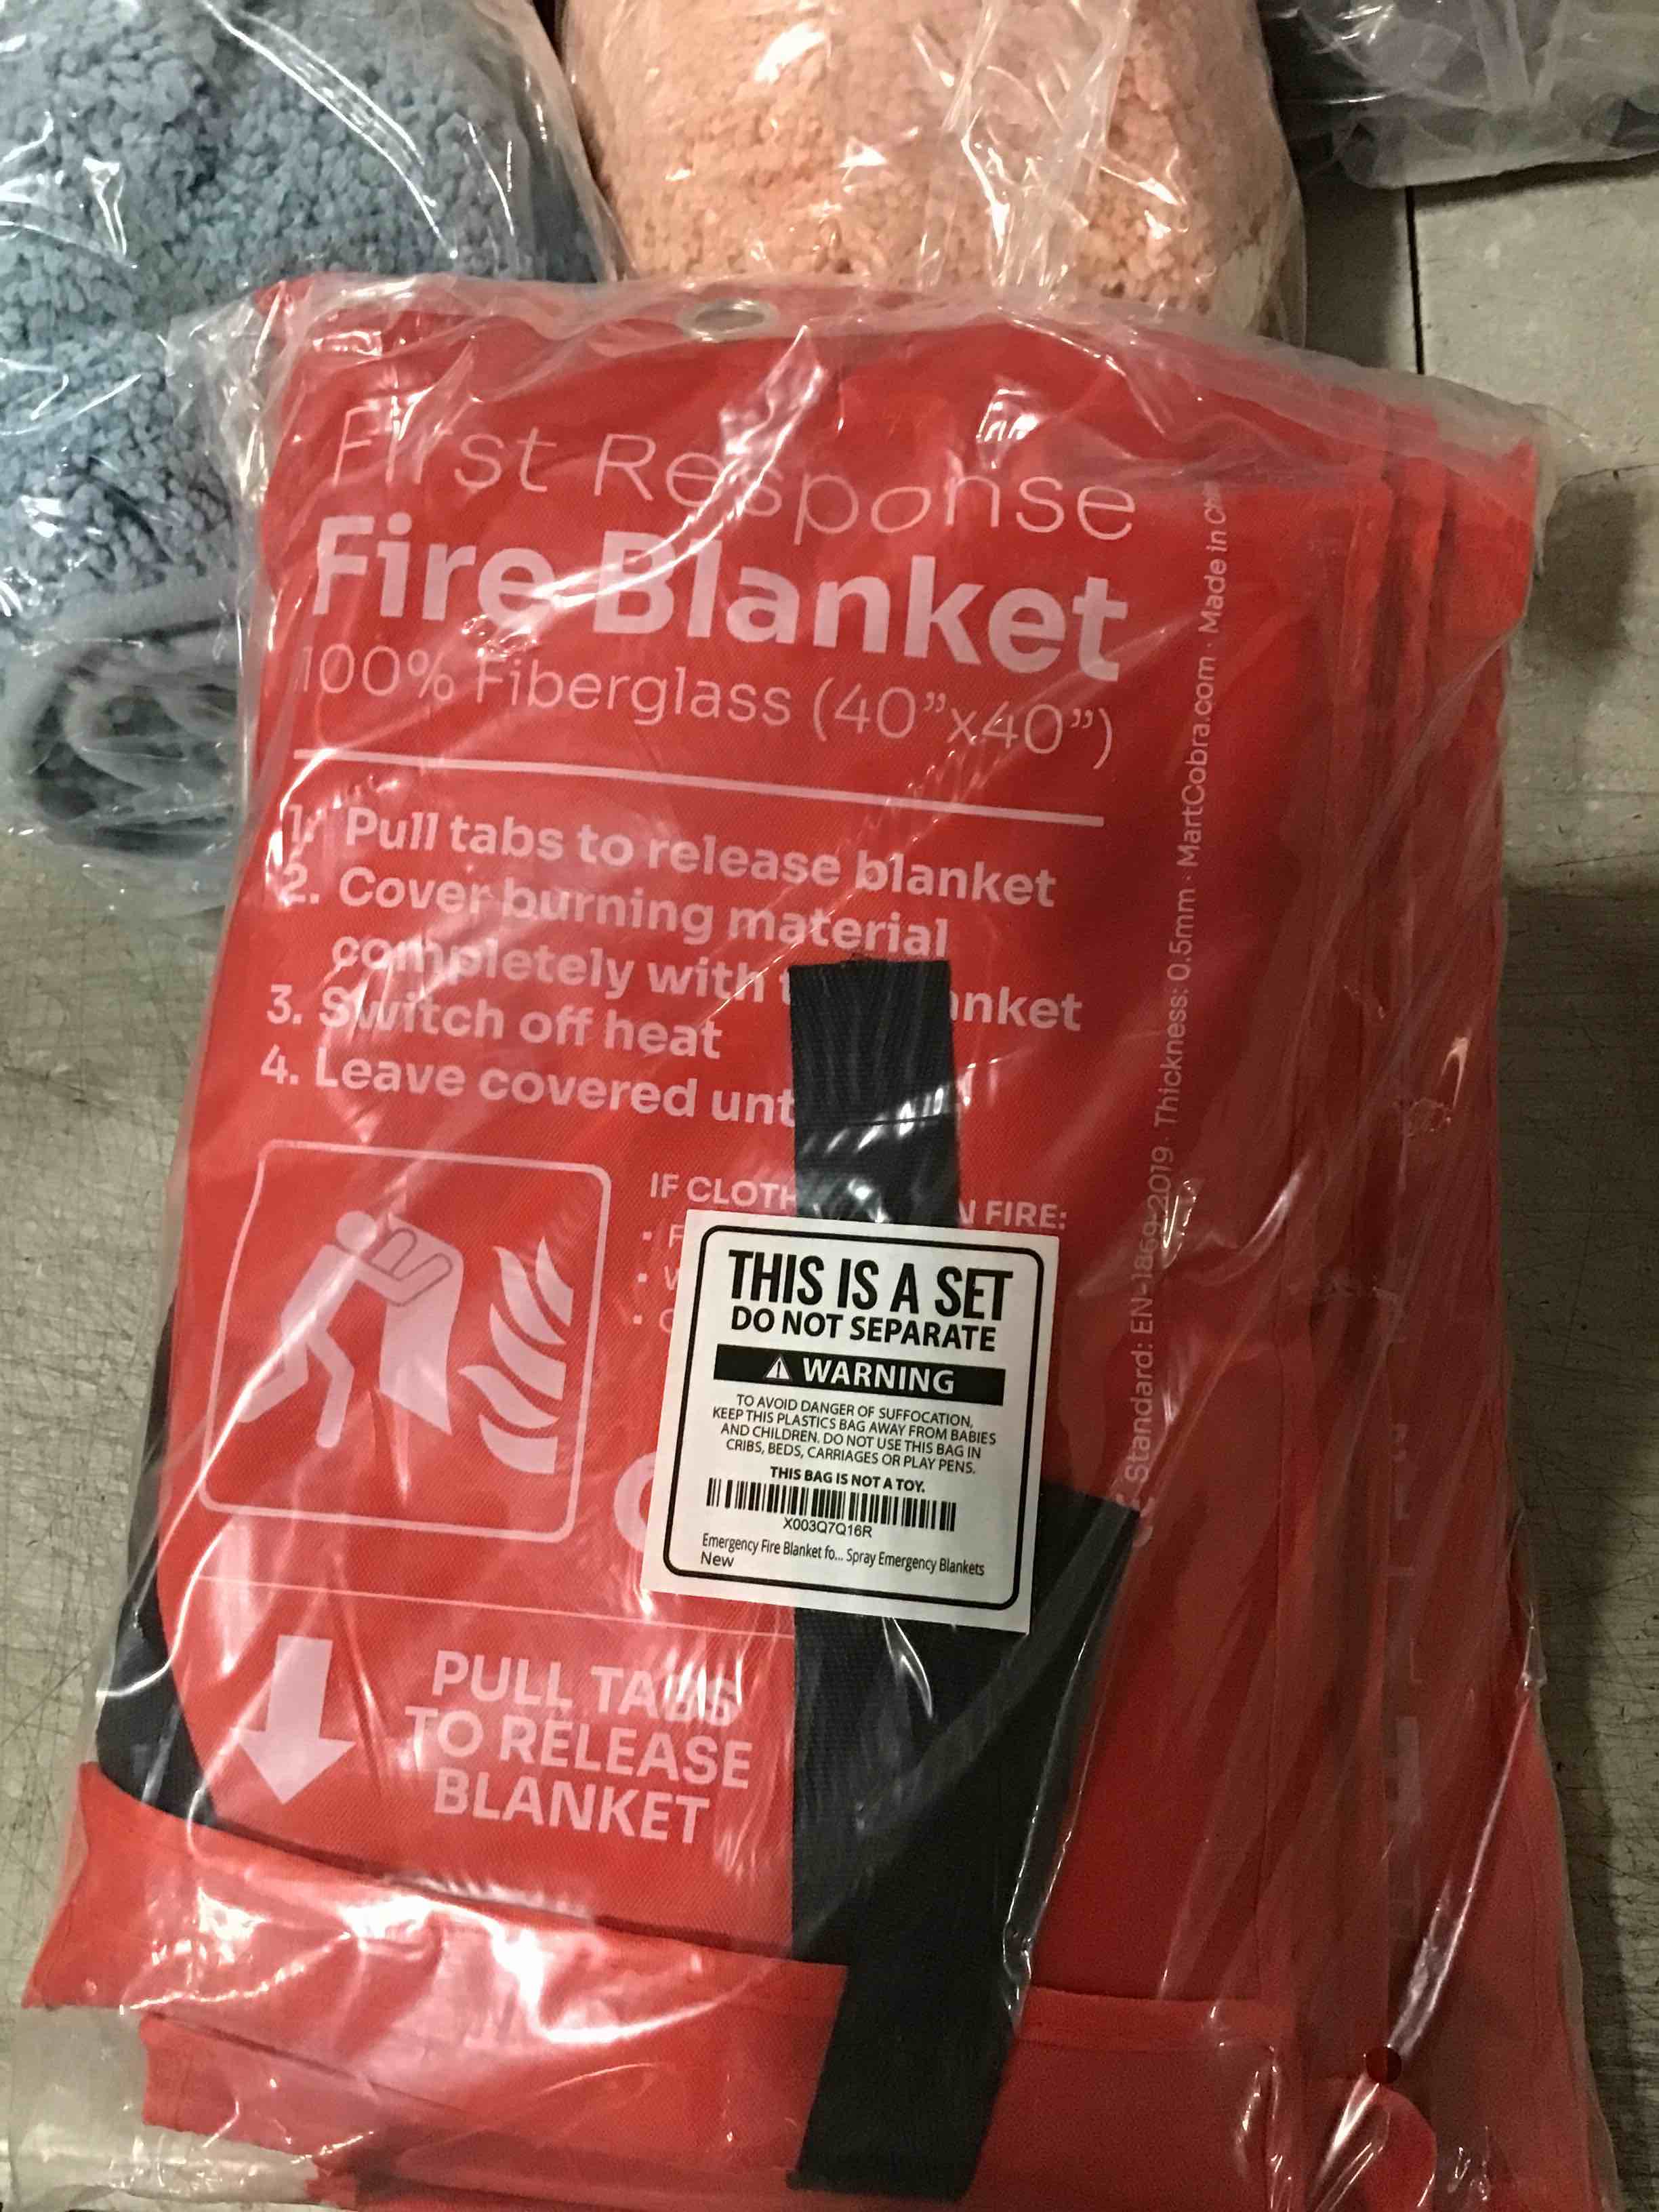 First Response
Fire Blanket
100% Fiberglass (40”x40”)
1. Pull tabs to release blanket
2. Cover burning material
completely with
3. Switch off heat
4. Leave covered
IF FIRE:
PULL TABS
TO RELEASE
BLANKET
Standard: EN-1869-2019 · Thickness: 0.5mm · MartCobra.com · Made in
THIS IS A SET
DO NOT SEPARATE
WARNING
TO AVOID DANGER OF SUFFOCATION,
KEEP THIS PLASTICS BAG AWAY FROM BABIES
AND CHILDREN. DO NOT USE THIS BAG IN
CRIBS, BEDS, CARRIAGES OR PLAY PENS.
THIS BAG IS NOT A TOY.
X003Q7Q16R
Emergency Fire Blanket fo... Spray Emergency Blankets
New